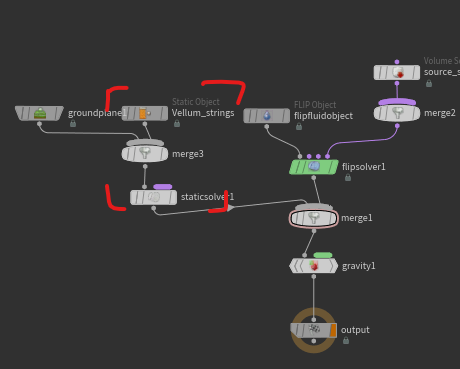 Volume S
source_s
Static Object
FLIP Object
groundplane
Vellum_strings
flipfluidobject
merge2
merge3
flipsolver1
staticsolver1
merge1
gravity1
output